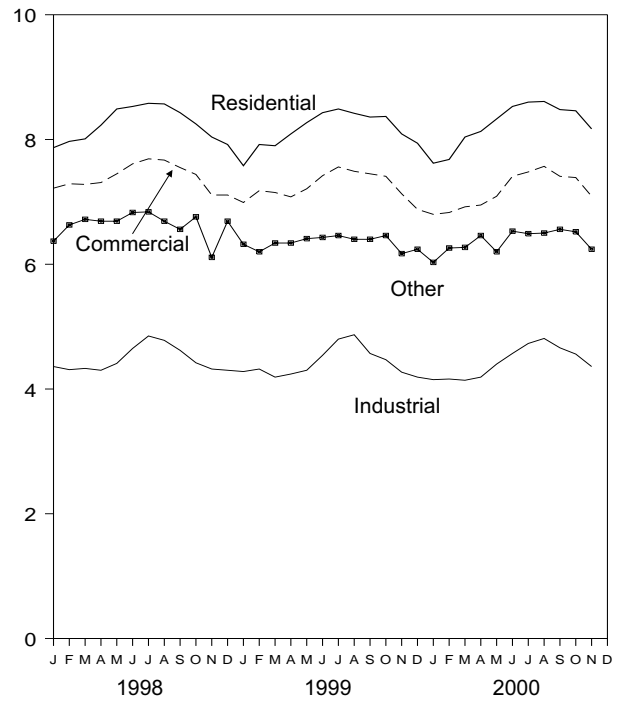 10
8
6
4
2
0
Residential
Commercial
Other
Industrial
J F M A M J J A S O N D J F M A M J J A S O N D J F M A M J J A S O N D
1998 1999 2000